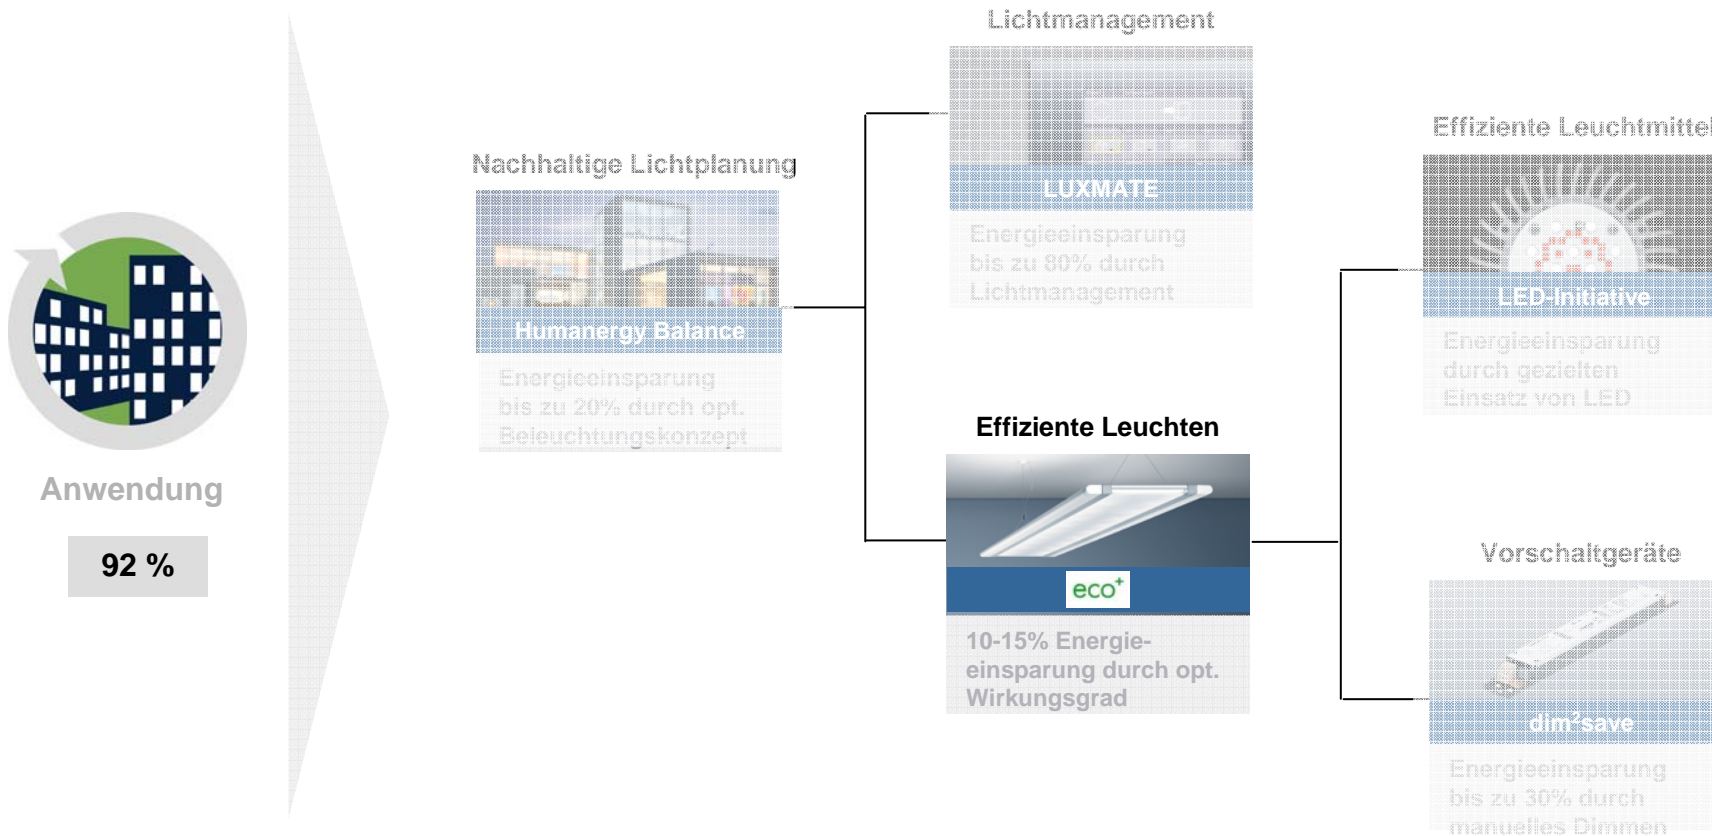 Lichtmanagement
LUXMATE
Energieeinsparung
bis zu 80% durch
Lichtmanagement
Nachhaltige Lichtplanung
Humanergy Balance
Energieeinsparung
bis zu 20% durch opt.
Beleuchtungskonzept
Effiziente Leuchtmittel
LED-Initiative
Energieeinsparung
durch gezielten
Einsatz von LED
Anwendung
92 %
Effiziente Leuchten
eco+
10-15% Energie-
einsparung durch opt.
Wirkungsgrad
Vorschaltgeräte
dim²save
Energieeinsparung
bis zu 30% durch
manuelles Dimmen